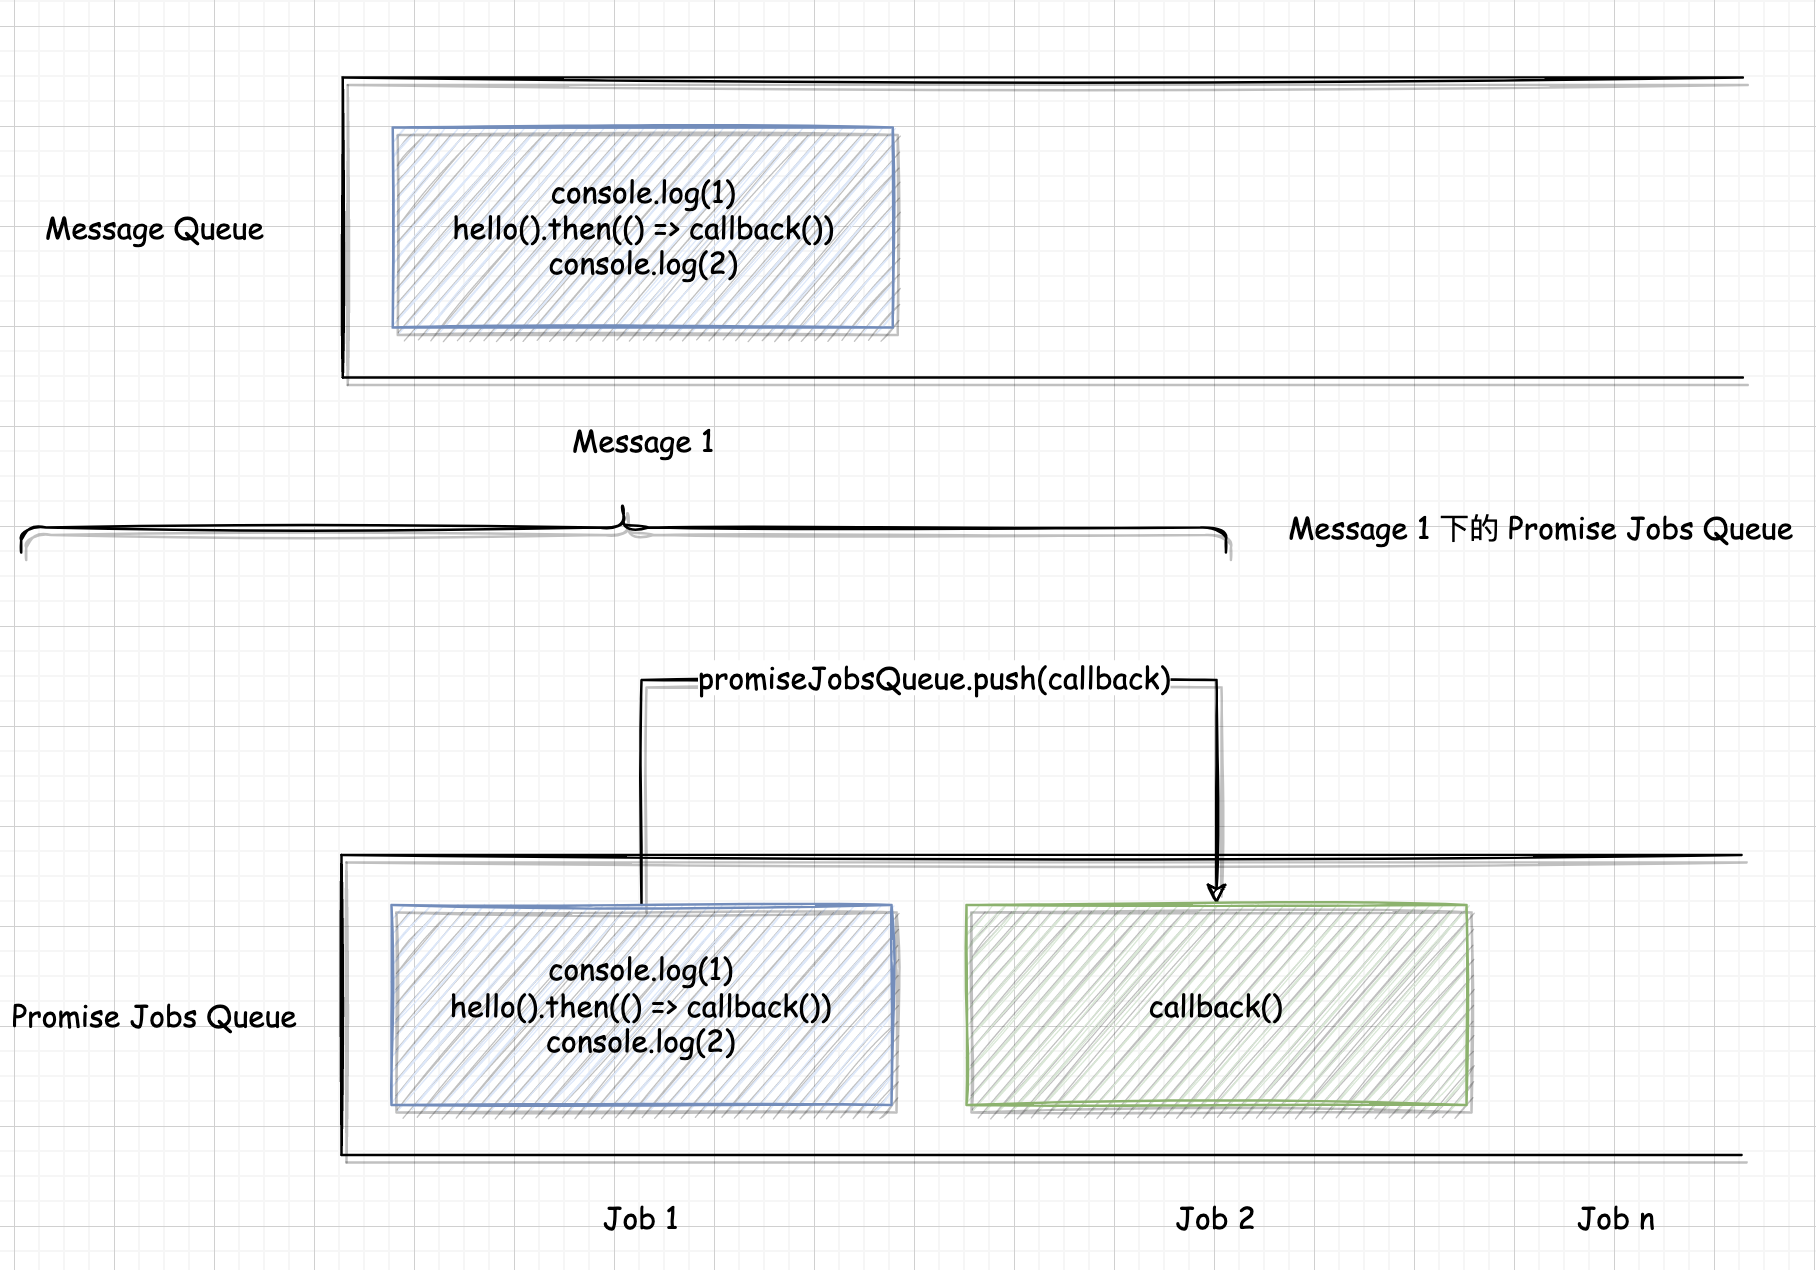 console.log(1)
Message Queue
hello().then(() => callback())
console.log(2)
Message 1
Message 1 下的 Promise Jobs Queue
promiseJobsQueue.push(callback)
Promise Jobs Queue
console.log(1)
hello().then(() => callback())
console.log(2)
callback()
Job 1
Job 2
Job n